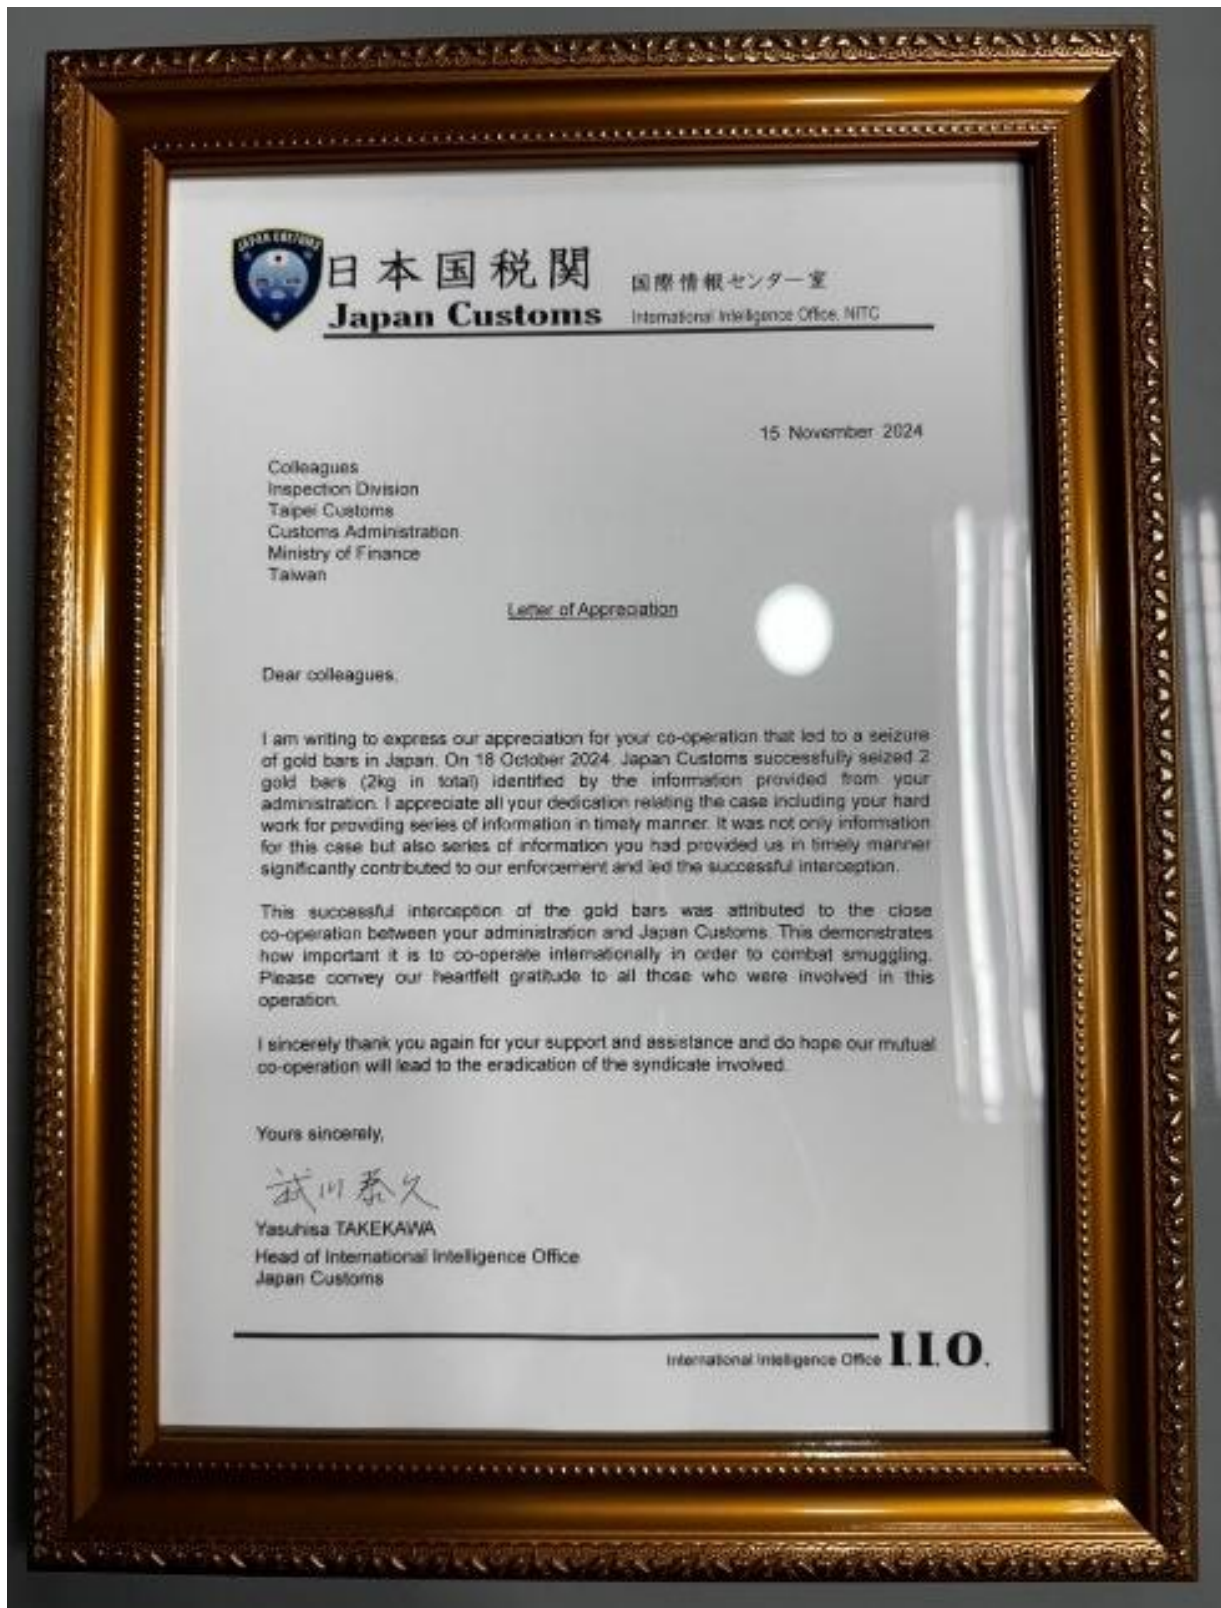 JAPAN CUSTOMS
日本国税関 国際情報センター室
Japan Customs International Intelligence Office, NITC
15 November 2024
Colleagues
Inspection Division
Taipei Customs
Customs Administration
Ministry of Finance
Taiwan
Letter of Appreciation
Dear colleagues,
I am writing to express our appreciation for your co-operation that led to a seizure
of gold bars in Japan. On 18 October 2024, Japan Customs successfully seized 2
gold bars (2kg in total) identified by the information provided from your
administration. I appreciate all your dedication relating the case including your hard
work for providing series of information in timely manner. It was not only information
for this case but also series of information you had provided us in timely manner
significantly contributed to our enforcement and led the successful interception.
This successful interception of the gold bars was attributed to the close
co-operation between your administration and Japan Customs. This demonstrates
how important it is to co-operate internationally in order to combat smuggling.
Please convey our heartfelt gratitude to all those who were involved in this
operation.
I sincerely thank you again for your support and assistance and do hope our mutual
co-operation will lead to the eradication of the syndicate involved.
Yours sincerely,
武川泰久
Yasuhisa TAKEKAWA
Head of International Intelligence Office
Japan Customs
International Intelligence Office I.I.O.